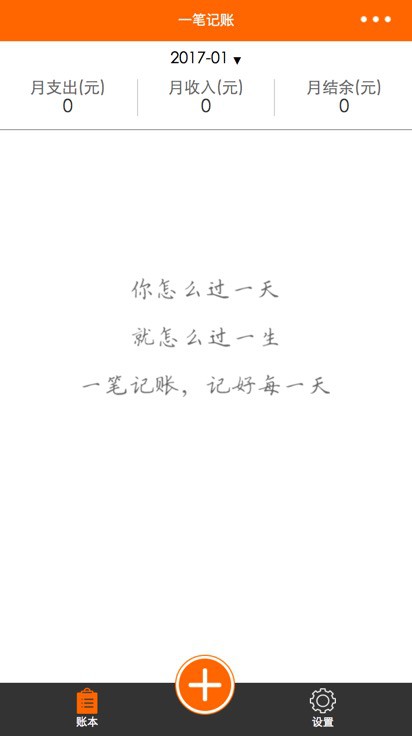 一笔记账
2017-01
月支出(元) 月收入(元) 月结余(元)
0 0 0
你怎么过一天
就怎么过一生
一笔记账，记好每一天
账本 设置